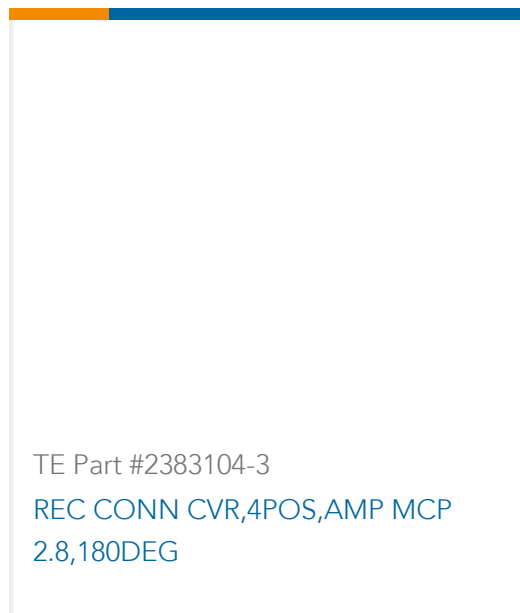 TE Part #2383104-3
REC CONN CVR,4POS,AMP MCP
2.8,180DEG